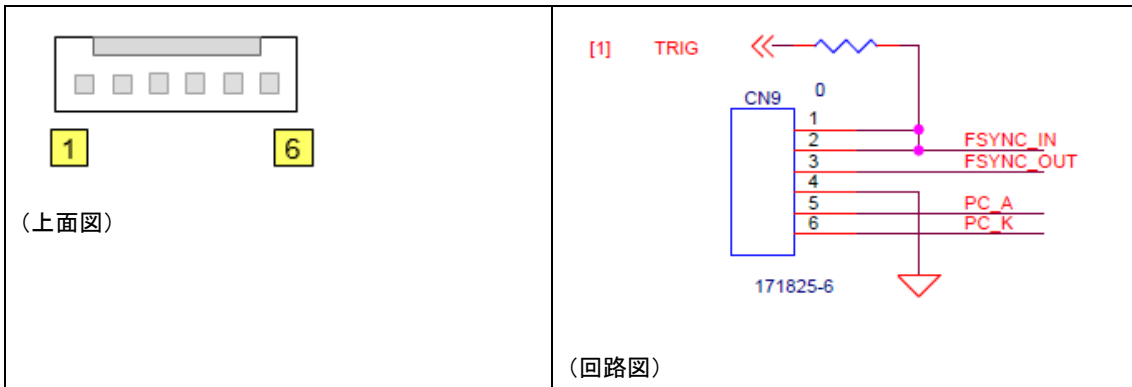 1 6
(上面図)
[1] TRIG
0
CN9
1
2 FSYNC_IN
3 FSYNC_OUT
4
5 PC_A
6 PC_K
171825-6
(回路図)